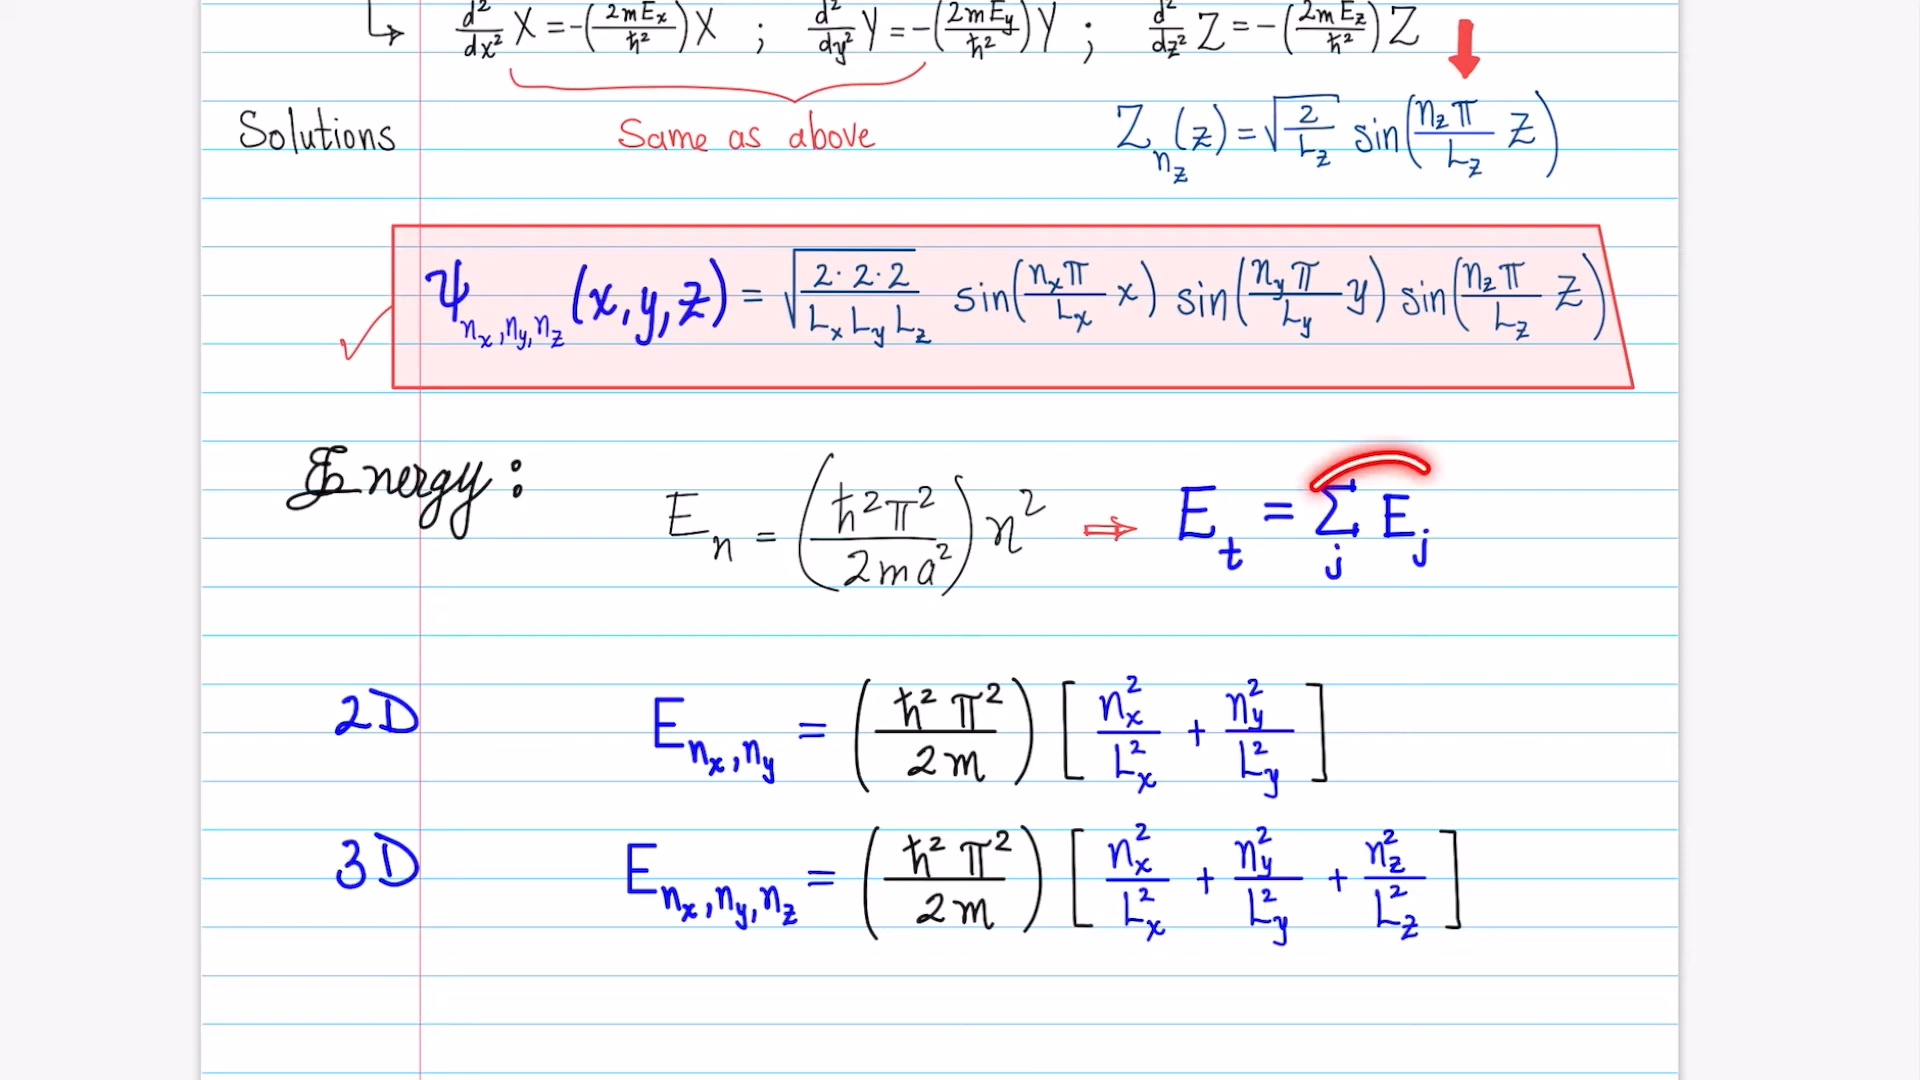 d²/dx² X = -(2mEx/ħ²) X ; d²/dy² Y = -(2mEy/ħ²) Y ; d²/dz² Z = -(2mEz/ħ²) Z
Solutions Same as above Z_nz(z) = √(2/Lz) sin(nzπ/Lz z)
ψ_nx,ny,nz (x,y,z) = √(2·2·2/LxLyLz) sin(nxπ/Lx x) sin(nyπ/Ly y) sin(nzπ/Lz z)
Energy: E_n = (ħ²π²/2ma²) n² ⇒ E_t = Σ_j E_j
2D E_nx,ny = (ħ²π²/2m) [nx²/Lx² + ny²/Ly²]
3D E_nx,ny,nz = (ħ²π²/2m) [nx²/Lx² + ny²/Ly² + nz²/Lz²]